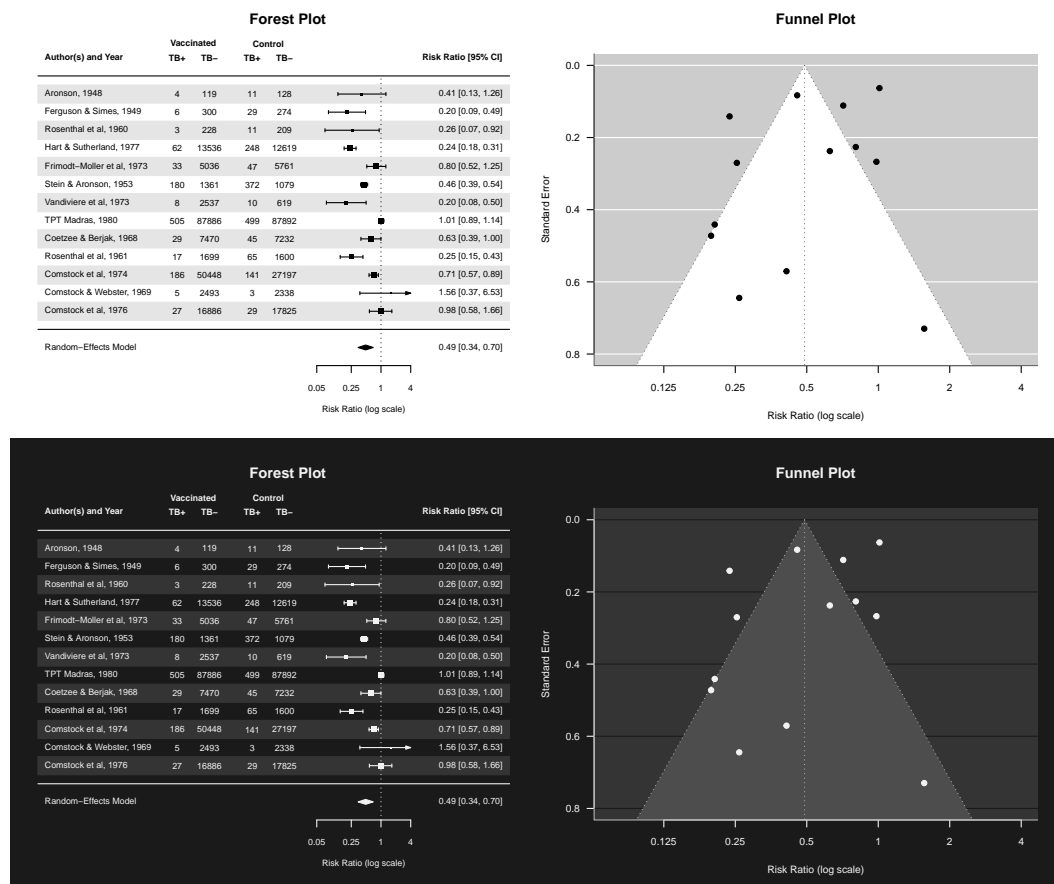 Forest Plot
Vaccinated Control
Author(s) and Year TB+ TB− TB+ TB− Risk Ratio [95% CI]
Aronson, 1948 4 119 11 128 0.41 [0.13, 1.26]
Ferguson & Simes, 1949 6 300 29 274 0.20 [0.09, 0.49]
Rosenthal et al, 1960 3 228 11 209 0.26 [0.07, 0.92]
Hart & Sutherland, 1977 62 13536 248 12619 0.24 [0.18, 0.31]
Frimodt−Moller et al, 1973 33 5036 47 5761 0.80 [0.52, 1.25]
Stein & Aronson, 1953 180 1361 372 1079 0.46 [0.39, 0.54]
Vandiviere et al, 1973 8 2537 10 619 0.20 [0.08, 0.50]
TPT Madras, 1980 505 87886 499 87892 1.01 [0.89, 1.14]
Coetzee & Berjak, 1968 29 7470 45 7232 0.63 [0.39, 1.00]
Rosenthal et al, 1961 17 1699 65 1600 0.25 [0.15, 0.43]
Comstock et al, 1974 186 50448 141 27197 0.71 [0.57, 0.89]
Comstock & Webster, 1969 5 2493 3 2338 1.56 [0.37, 6.53]
Comstock et al, 1976 27 16886 29 17825 0.98 [0.58, 1.66]
Random−Effects Model 0.49 [0.34, 0.70]
0.05 0.25 1 4
Risk Ratio (log scale)
Funnel Plot
Standard Error
0.0
0.2
0.4
0.6
0.8
0.125 0.25 0.5 1 2 4
Risk Ratio (log scale)
Forest Plot
Vaccinated Control
Author(s) and Year TB+ TB− TB+ TB− Risk Ratio [95% CI]
Aronson, 1948 4 119 11 128 0.41 [0.13, 1.26]
Ferguson & Simes, 1949 6 300 29 274 0.20 [0.09, 0.49]
Rosenthal et al, 1960 3 228 11 209 0.26 [0.07, 0.92]
Hart & Sutherland, 1977 62 13536 248 12619 0.24 [0.18, 0.31]
Frimodt−Moller et al, 1973 33 5036 47 5761 0.80 [0.52, 1.25]
Stein & Aronson, 1953 180 1361 372 1079 0.46 [0.39, 0.54]
Vandiviere et al, 1973 8 2537 10 619 0.20 [0.08, 0.50]
TPT Madras, 1980 505 87886 499 87892 1.01 [0.89, 1.14]
Coetzee & Berjak, 1968 29 7470 45 7232 0.63 [0.39, 1.00]
Rosenthal et al, 1961 17 1699 65 1600 0.25 [0.15, 0.43]
Comstock et al, 1974 186 50448 141 27197 0.71 [0.57, 0.89]
Comstock & Webster, 1969 5 2493 3 2338 1.56 [0.37, 6.53]
Comstock et al, 1976 27 16886 29 17825 0.98 [0.58, 1.66]
Random−Effects Model 0.49 [0.34, 0.70]
0.05 0.25 1 4
Risk Ratio (log scale)
Funnel Plot
Standard Error
0.0
0.2
0.4
0.6
0.8
0.125 0.25 0.5 1 2 4
Risk Ratio (log scale)